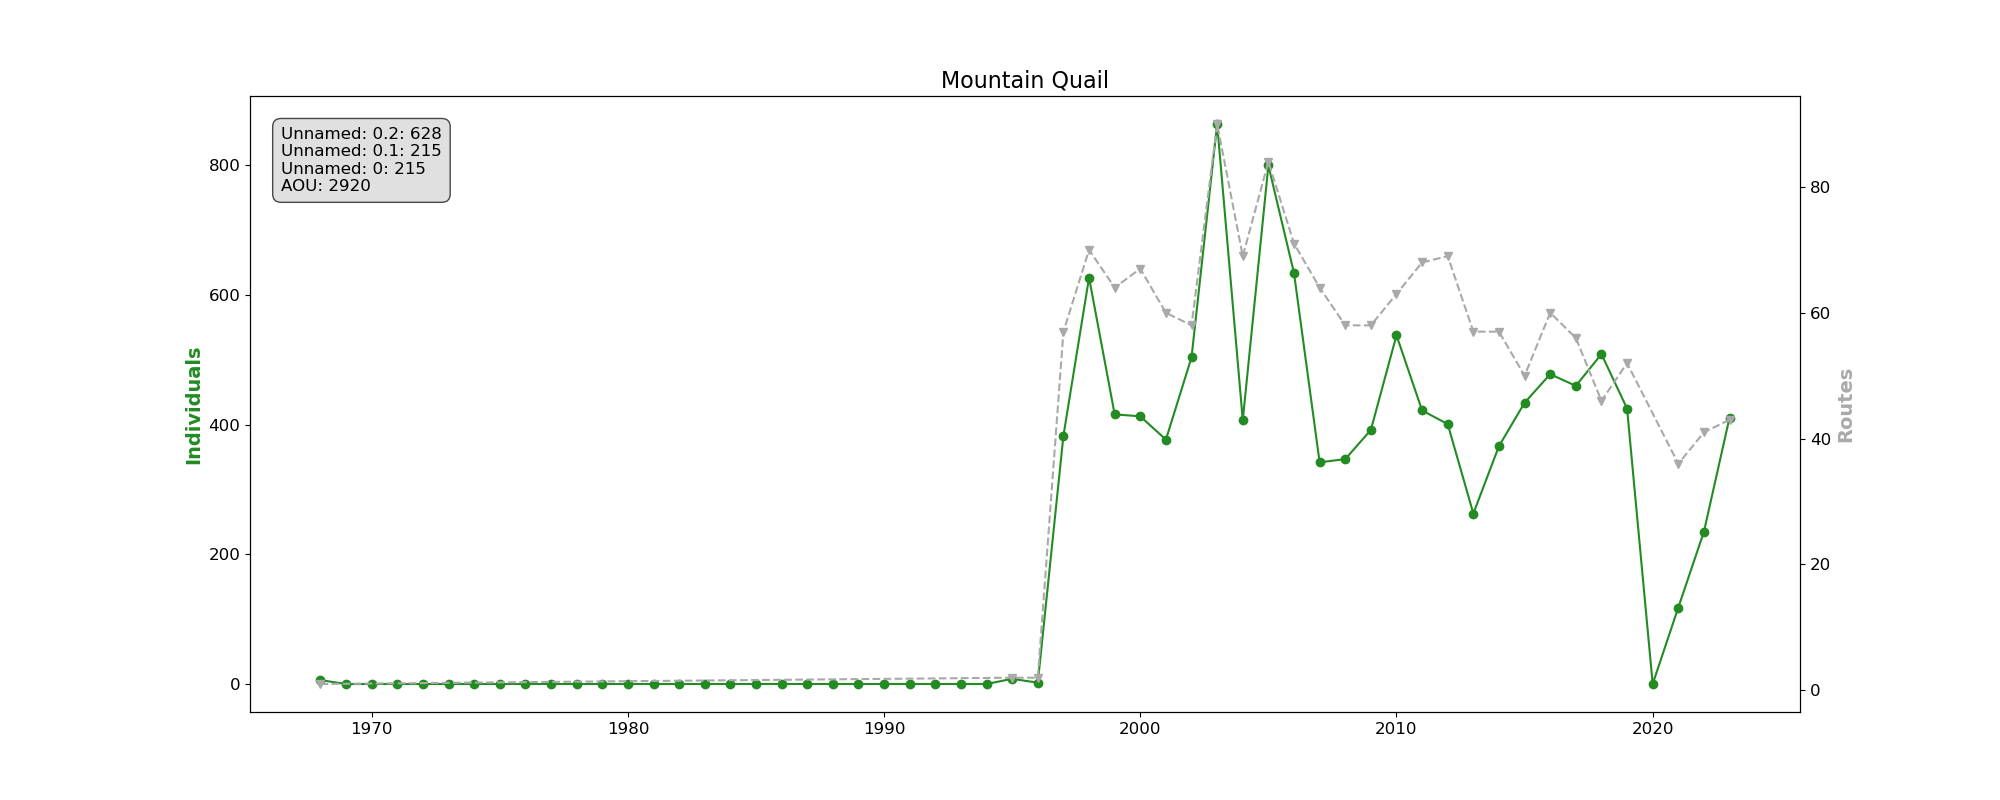 Mountain Quail
Unnamed: 0.2: 628
Unnamed: 0.1: 215
Unnamed: 0: 215
AOU: 2920
800
600
400
200
0
Individuals
80
60
40
20
0
Routes
1970
1980
1990
2000
2010
2020